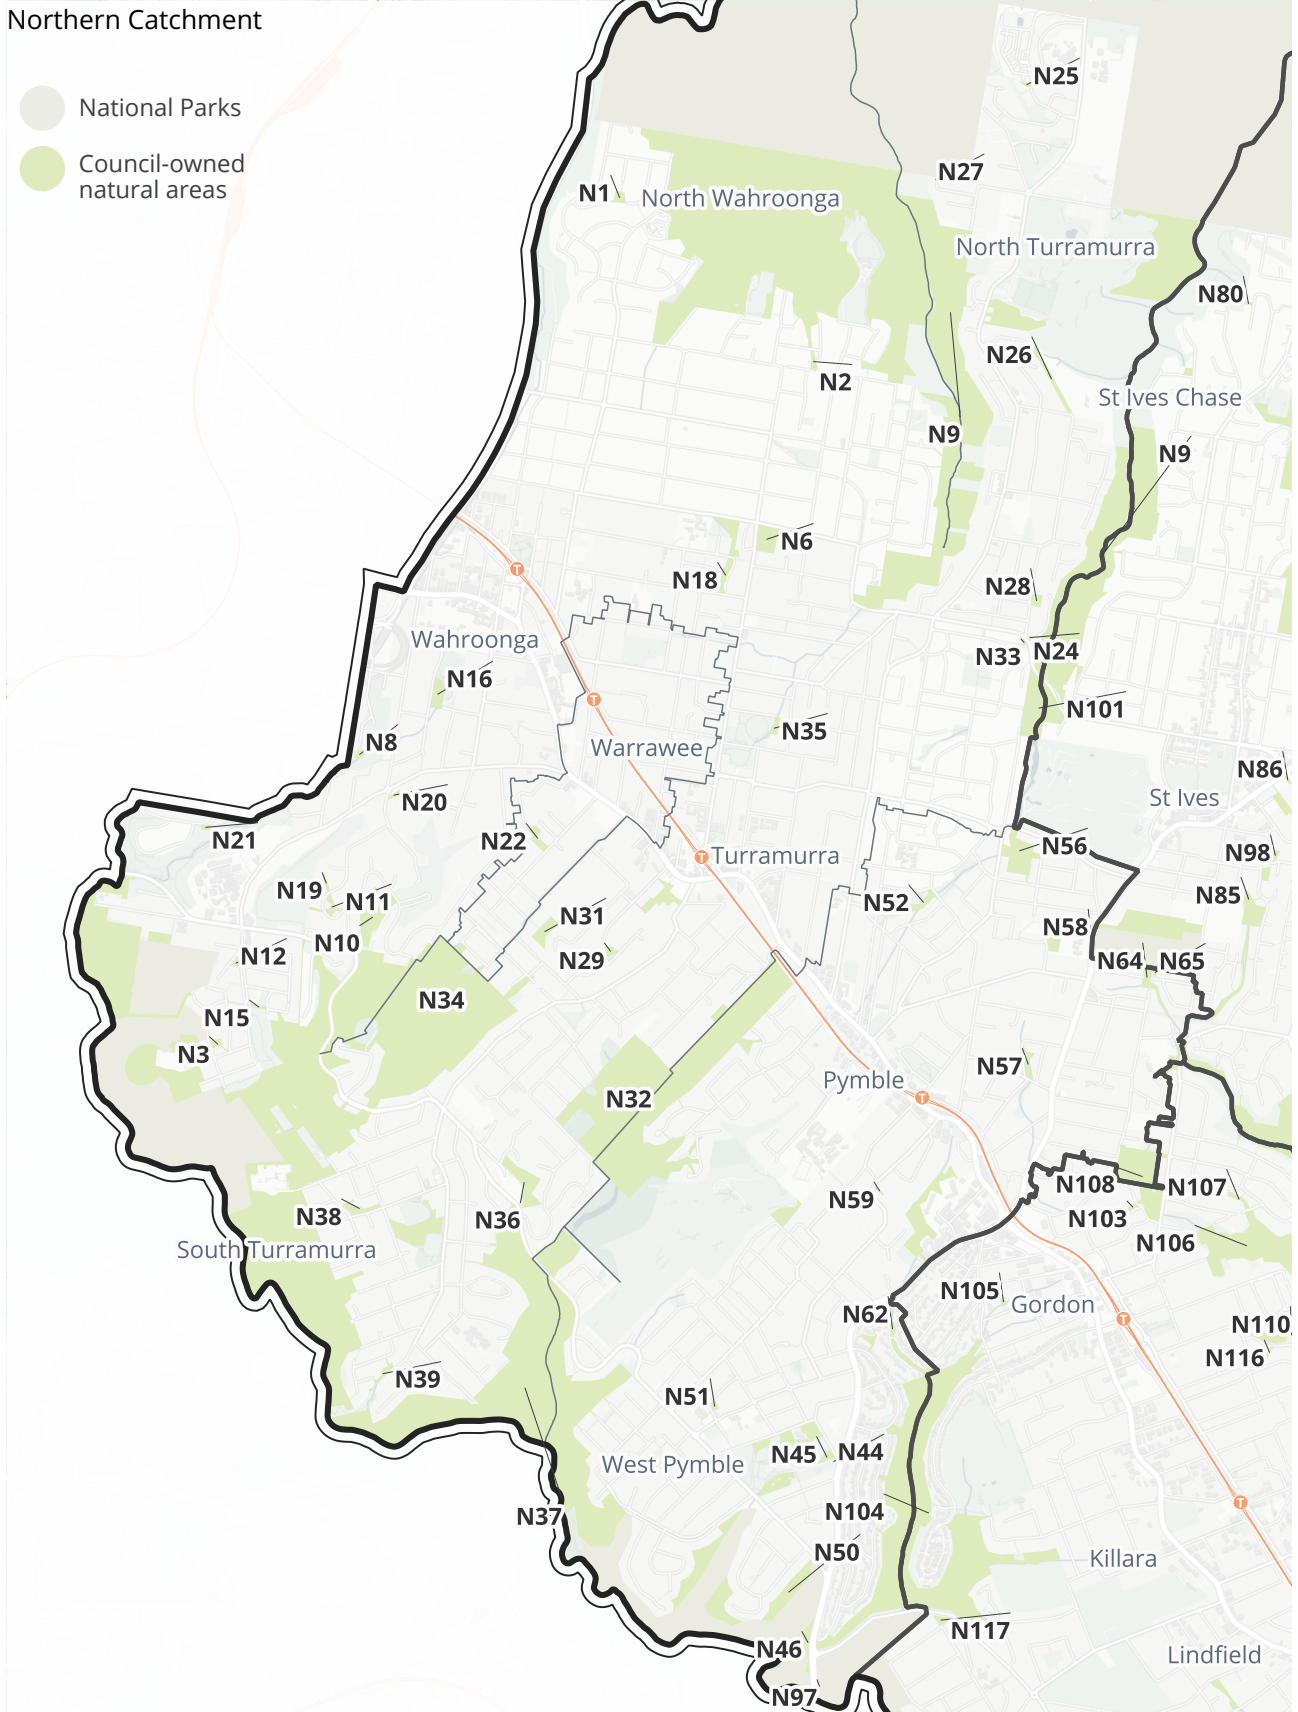 Northern Catchment
National Parks
Council-owned
natural areas
N25
N27
N1
North Wahroonga
North Turramurra
N80
N26
N2
St Ives Chase
N9
N9
N6
N18
N28
Wahroonga
N33
N24
N16
N101
N8
N35
Warrawee
N86
St Ives
N20
N21
N22
N56
Turramurra
N98
N19
N11
N52
N85
N31
N58
N10
N12
N29
N64
N65
N34
N15
N3
N57
Pymble
N32
N108
N107
N59
N38
N36
N103
N106
South Turramurra
N105
Gordon
N62
N110
N116
N39
N51
N45
N44
West Pymble
N104
N37
N50
Killara
N117
N46
Lindfield
N97
T
T
T
T
T
T